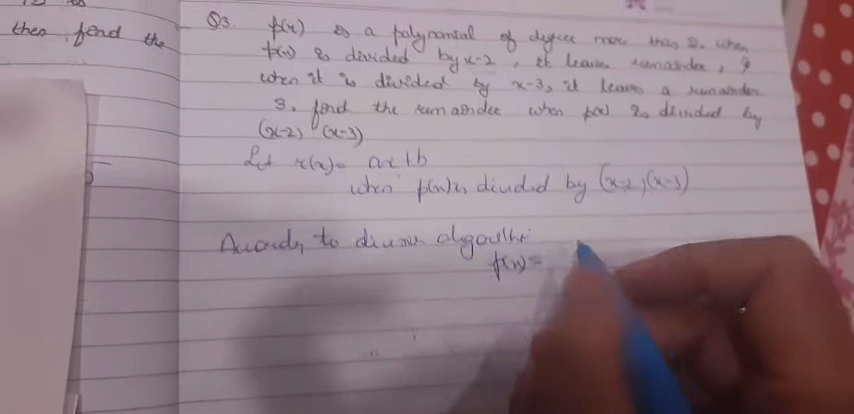 then find the
Q3. p(x) is a polynomial of degree more than 2. when
p(x) is divided by x-2, it leaves remainder, &
when it is divided by x-3, it leaves a remainder
3. find the remainder when p(x) is divided by
(x-2) (x-3)
Let r(x) = ax+b
when p(x) is divided by (x-2)(x-3)
According to division algorithm
p(x) =